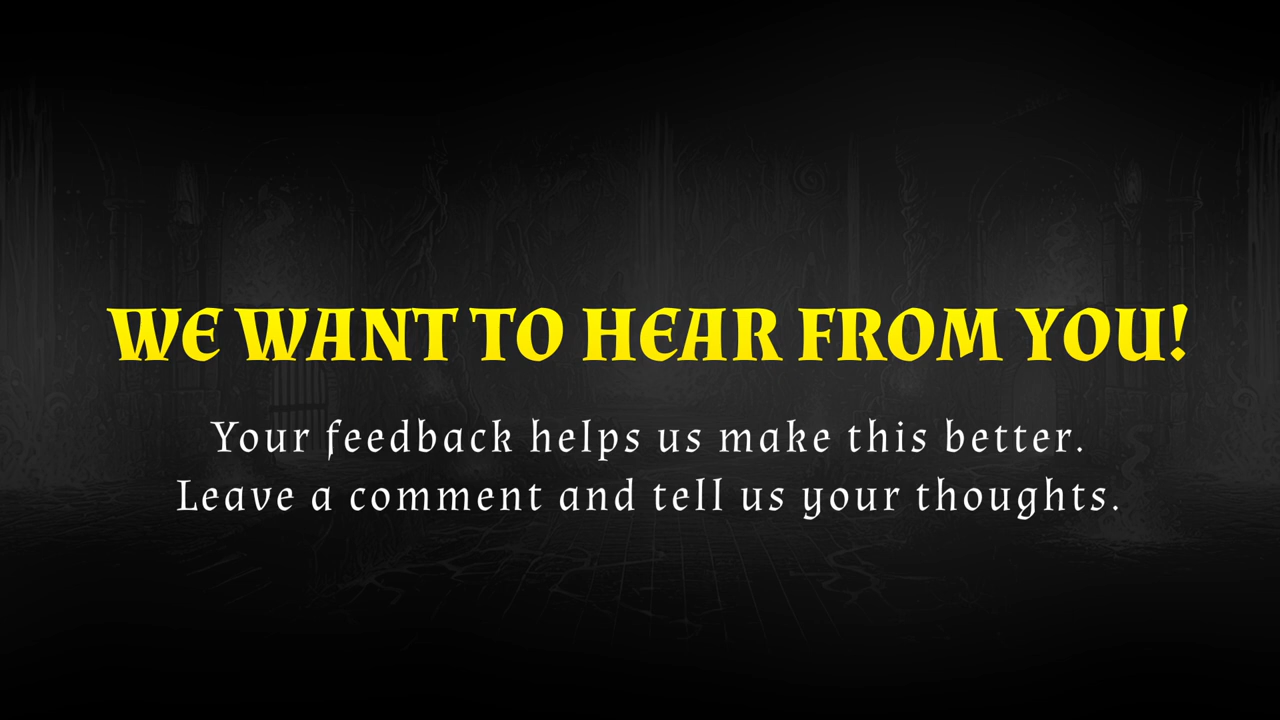 WE WANT TO HEAR FROM YOU!
Your feedback helps us make this better.
Leave a comment and tell us your thoughts.